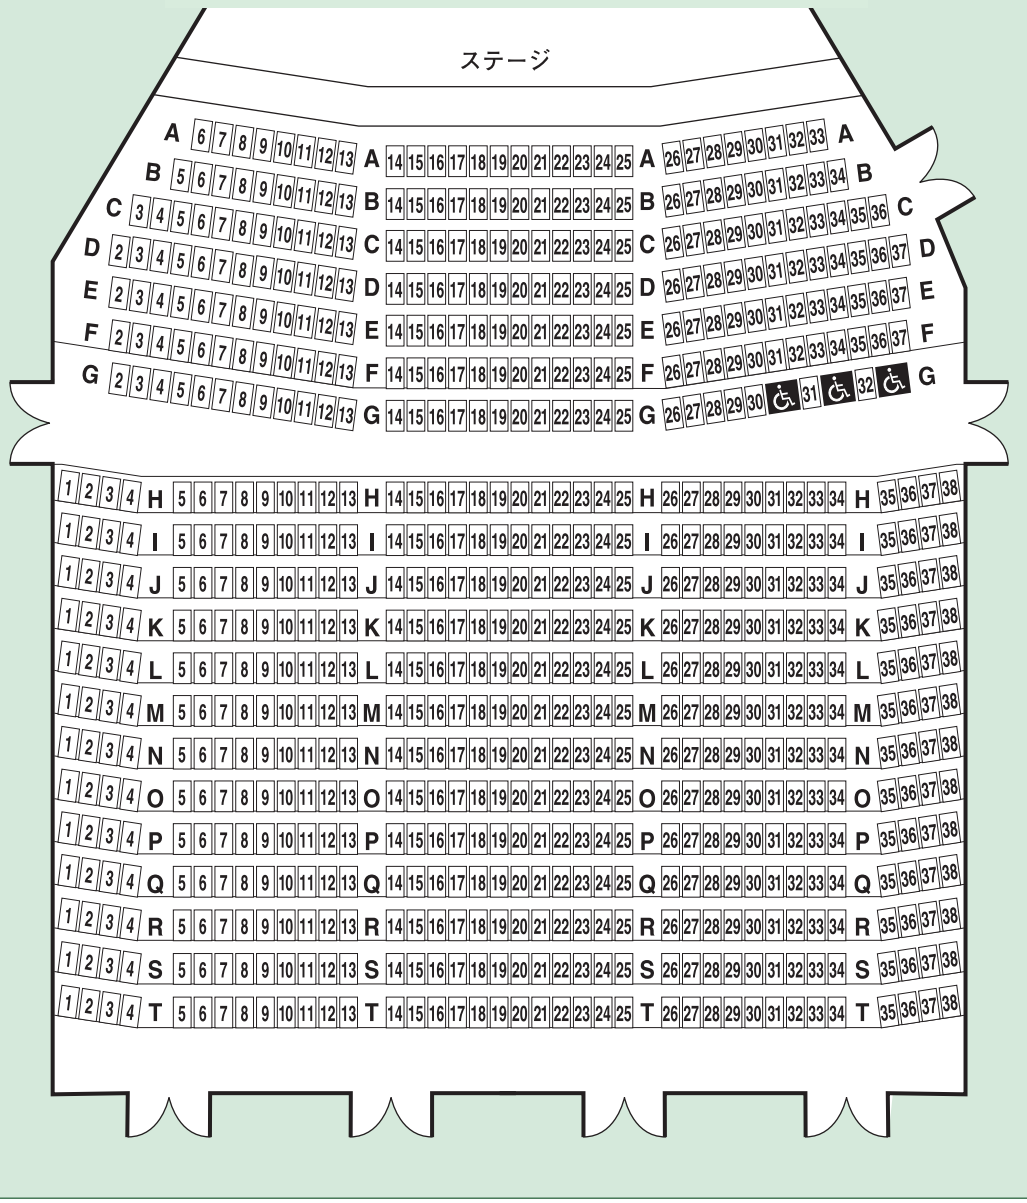 ステージ
A 6 7 8 9 10 11 12 13 A 14 15 16 17 18 19 20 21 22 23 24 25 A 26 27 28 29 30 31 32 33 A
B 5 6 7 8 9 10 11 12 13 B 14 15 16 17 18 19 20 21 22 23 24 25 B 26 27 28 29 30 31 32 33 34 B
C 3 4 5 6 7 8 9 10 11 12 13 C 14 15 16 17 18 19 20 21 22 23 24 25 C 26 27 28 29 30 31 32 33 34 35 36 C
D 2 3 4 5 6 7 8 9 10 11 12 13 D 14 15 16 17 18 19 20 21 22 23 24 25 D 26 27 28 29 30 31 32 33 34 35 36 37 D
E 2 3 4 5 6 7 8 9 10 11 12 13 E 14 15 16 17 18 19 20 21 22 23 24 25 E 26 27 28 29 30 31 32 33 34 35 36 37 E
F 2 3 4 5 6 7 8 9 10 11 12 13 F 14 15 16 17 18 19 20 21 22 23 24 25 F 26 27 28 29 30 31 32 33 34 35 36 37 F
G 2 3 4 5 6 7 8 9 10 11 12 13 G 14 15 16 17 18 19 20 21 22 23 24 25 G 26 27 28 29 30 31 32 G
1 2 3 4 H 5 6 7 8 9 10 11 12 13 H 14 15 16 17 18 19 20 21 22 23 24 25 H 26 27 28 29 30 31 32 33 34 H 35 36 37 38
1 2 3 4 I 5 6 7 8 9 10 11 12 13 I 14 15 16 17 18 19 20 21 22 23 24 25 I 26 27 28 29 30 31 32 33 34 I 35 36 37 38
1 2 3 4 J 5 6 7 8 9 10 11 12 13 J 14 15 16 17 18 19 20 21 22 23 24 25 J 26 27 28 29 30 31 32 33 34 J 35 36 37 38
1 2 3 4 K 5 6 7 8 9 10 11 12 13 K 14 15 16 17 18 19 20 21 22 23 24 25 K 26 27 28 29 30 31 32 33 34 K 35 36 37 38
1 2 3 4 L 5 6 7 8 9 10 11 12 13 L 14 15 16 17 18 19 20 21 22 23 24 25 L 26 27 28 29 30 31 32 33 34 L 35 36 37 38
1 2 3 4 M 5 6 7 8 9 10 11 12 13 M 14 15 16 17 18 19 20 21 22 23 24 25 M 26 27 28 29 30 31 32 33 34 M 35 36 37 38
1 2 3 4 N 5 6 7 8 9 10 11 12 13 N 14 15 16 17 18 19 20 21 22 23 24 25 N 26 27 28 29 30 31 32 33 34 N 35 36 37 38
1 2 3 4 O 5 6 7 8 9 10 11 12 13 O 14 15 16 17 18 19 20 21 22 23 24 25 O 26 27 28 29 30 31 32 33 34 O 35 36 37 38
1 2 3 4 P 5 6 7 8 9 10 11 12 13 P 14 15 16 17 18 19 20 21 22 23 24 25 P 26 27 28 29 30 31 32 33 34 P 35 36 37 38
1 2 3 4 Q 5 6 7 8 9 10 11 12 13 Q 14 15 16 17 18 19 20 21 22 23 24 25 Q 26 27 28 29 30 31 32 33 34 Q 35 36 37 38
1 2 3 4 R 5 6 7 8 9 10 11 12 13 R 14 15 16 17 18 19 20 21 22 23 24 25 R 26 27 28 29 30 31 32 33 34 R 35 36 37 38
1 2 3 4 S 5 6 7 8 9 10 11 12 13 S 14 15 16 17 18 19 20 21 22 23 24 25 S 26 27 28 29 30 31 32 33 34 S 35 36 37 38
1 2 3 4 T 5 6 7 8 9 10 11 12 13 T 14 15 16 17 18 19 20 21 22 23 24 25 T 26 27 28 29 30 31 32 33 34 T 35 36 37 38